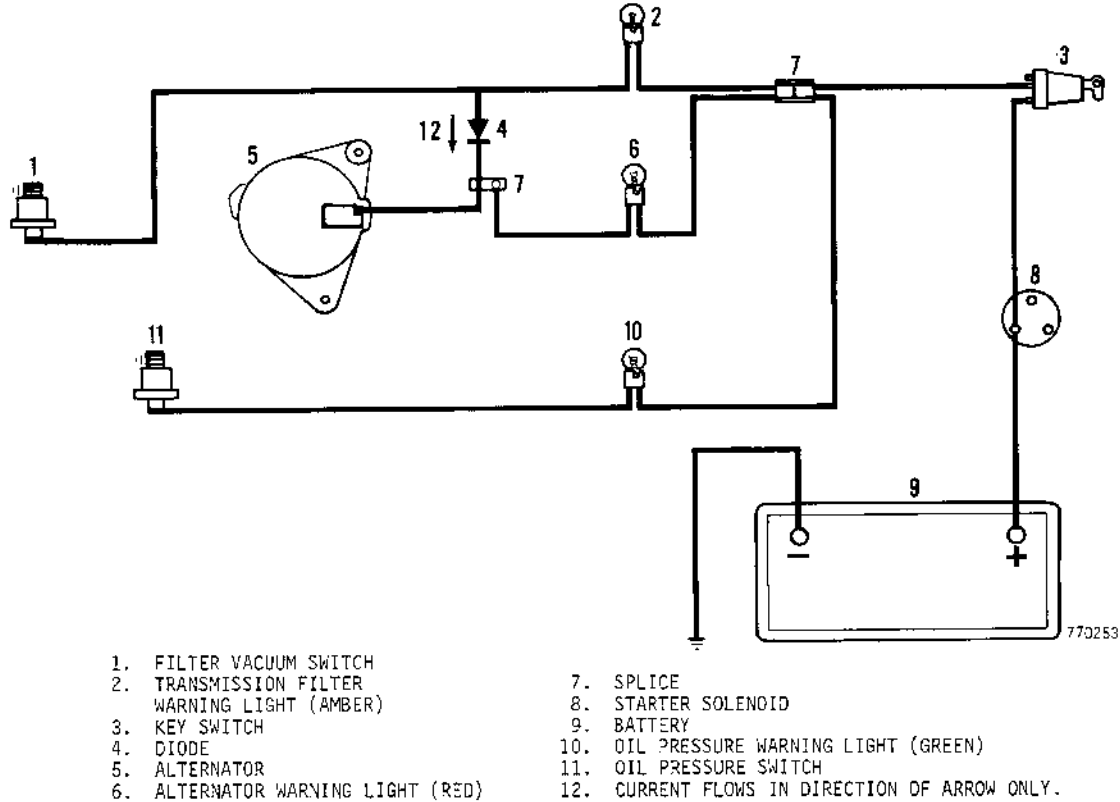 2
7
3
12
4
5
6
1
7
8
11
10
9
770253
1. FILTER VACUUM SWITCH
2. TRANSMISSION FILTER
WARNING LIGHT (AMBER)
3. KEY SWITCH
4. DIODE
5. ALTERNATOR
6. ALTERNATOR WARNING LIGHT (RED)
7. SPLICE
8. STARTER SOLENOID
9. BATTERY
10. OIL PRESSURE WARNING LIGHT (GREEN)
11. OIL PRESSURE SWITCH
12. CURRENT FLOWS IN DIRECTION OF ARROW ONLY.